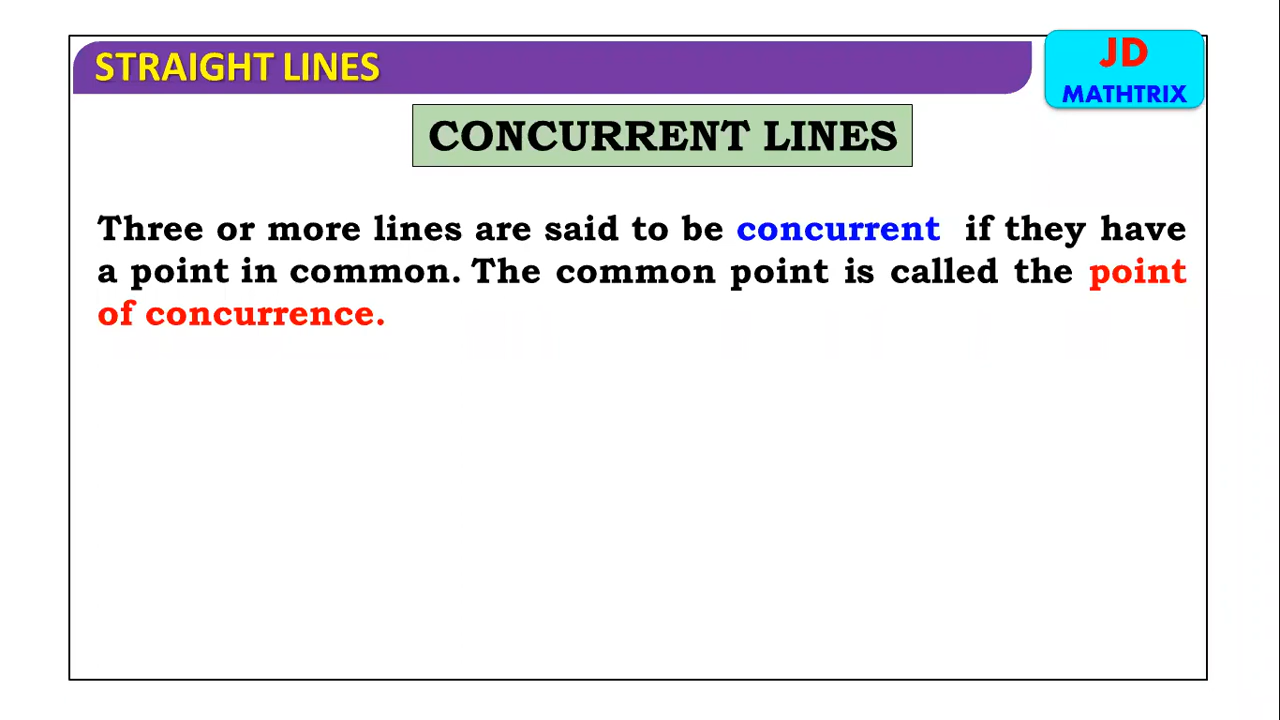 STRAIGHT LINES
JD
MATHTRIX
CONCURRENT LINES
Three or more lines are said to be concurrent if they have
a point in common. The common point is called the point
of concurrence.